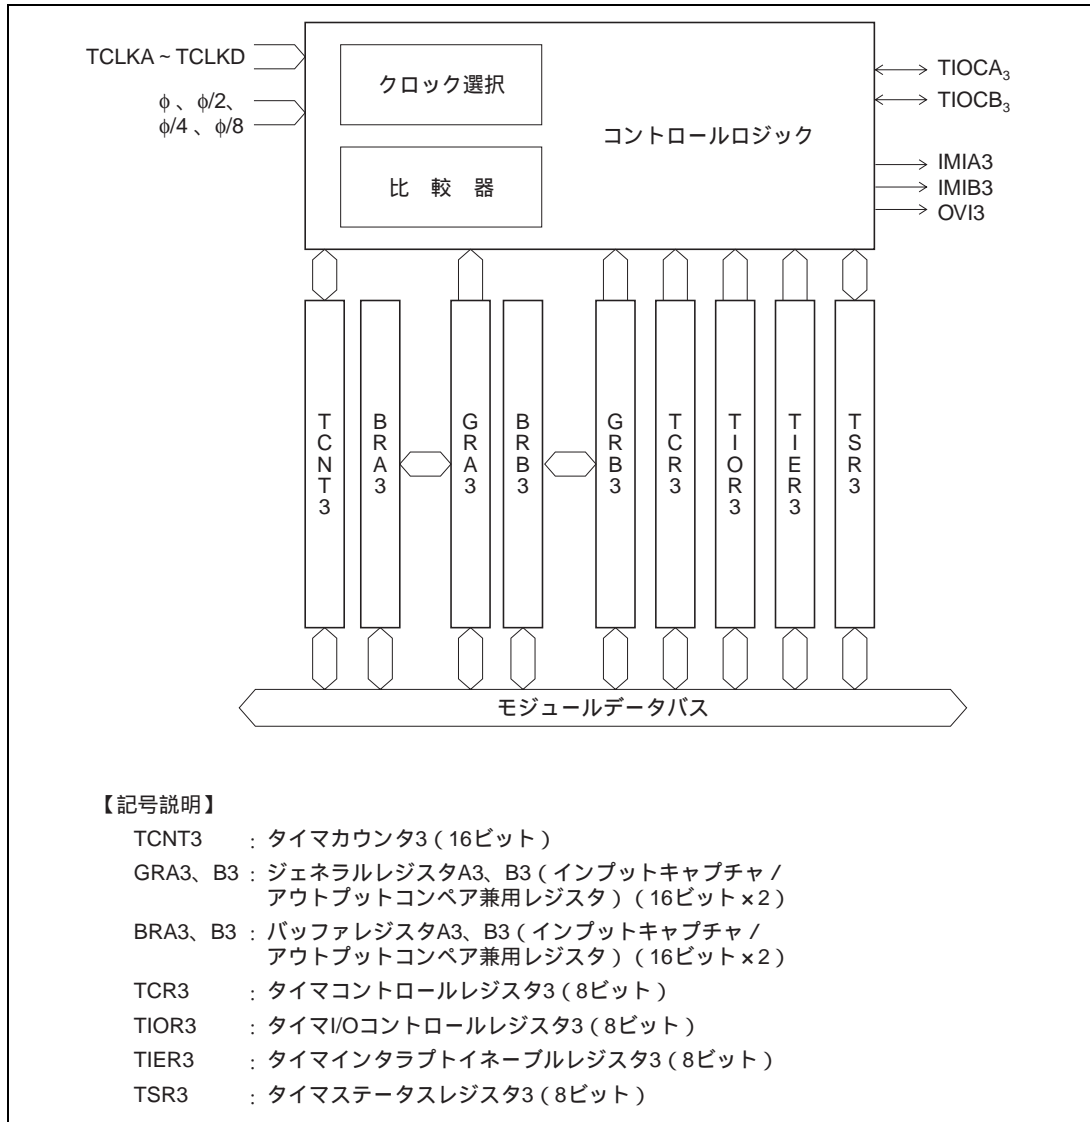 TCLKA ~ TCLKD
φ 、φ/2、
φ/4 、φ/8
クロック選択
比 較 器
コントロールロジック
TIOCA3
TIOCB3
IMIA3
IMIB3
OVI3
TCNT3
BRA3
GRA3
BRB3
GRB3
TCR3
TIOR3
TIER3
TSR3
モジュールデータバス
【記号説明】
TCNT3 : タイマカウンタ3(16ビット)
GRA3、B3 : ジェネラルレジスタA3、B3(インプットキャプチャ/
アウトプットコンペア兼用レジスタ)(16ビット×2)
BRA3、B3 : バッファレジスタA3、B3(インプットキャプチャ/
アウトプットコンペア兼用レジスタ)(16ビット×2)
TCR3 : タイマコントロールレジスタ3(8ビット)
TIOR3 : タイマI/Oコントロールレジスタ3(8ビット)
TIER3 : タイマインタラプトイネーブルレジスタ3(8ビット)
TSR3 : タイマステータスレジスタ3(8ビット)